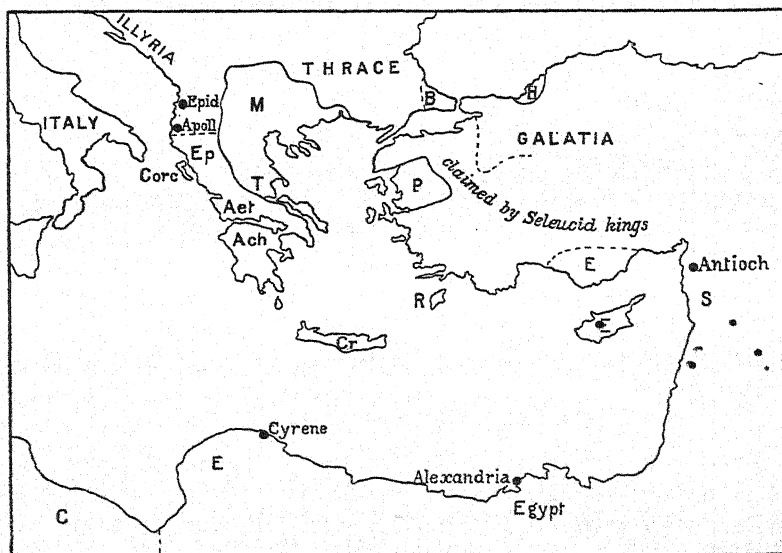 ILLYRIA
THRACE
B
H
M
Epid
ITALY
Apoll
GALATIA
Ep
Corc
T
P
claimed by Seleucid kings
Aet
Ach
E
Antioch
R
S
E
Cr
Cyrene
E
Alexandria
C
Egypt